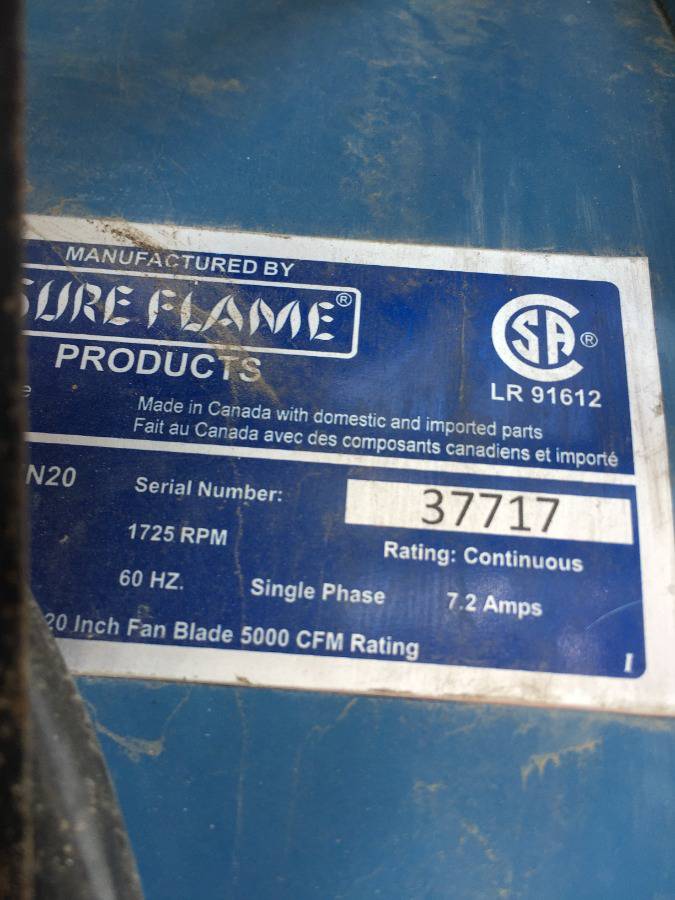 MANUFACTURED BY
SURE FLAME®
PRODUCTS
CSA®
LR 91612
Made in Canada with domestic and imported parts
Fait au Canada avec des composants canadiens et importé
N20
Serial Number: 37717
1725 RPM
Rating: Continuous
60 HZ.
Single Phase
7.2 Amps
20 Inch Fan Blade 5000 CFM Rating
I